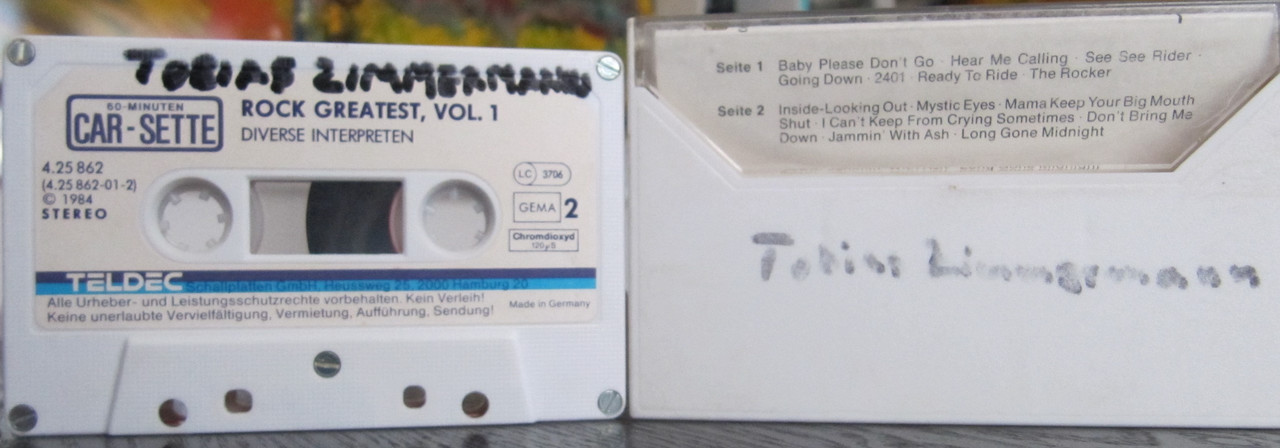 TOBIAS ZIMMERMANN
60-MINUTEN
CAR-SETTE
ROCK GREATEST, VOL. 1
DIVERSE INTERPRETEN
4.25 862
(4.25 862-01-2)
© 1984
STEREO
LC 3706
GEMA 2
Chromdioxyd
120µS
TELDEC Schallplatten GmbH, Heussweg 25, 2000 Hamburg 20
Alle Urheber- und Leistungsschutzrechte vorbehalten. Kein Verleih!
Keine unerlaubte Vervielfältigung, Vermietung, Aufführung, Sendung!
Made in Germany
Seite 1 Baby Please Don't Go · Hear Me Calling · See See Rider ·
Going Down · 2401 · Ready To Ride · The Rocker
Seite 2 Inside-Looking Out · Mystic Eyes · Mama Keep Your Big Mouth
Shut · I Can't Keep From Crying Sometimes · Don't Bring Me
Down · Jammin' With Ash · Long Gone Midnight
Tobias Zimmermann